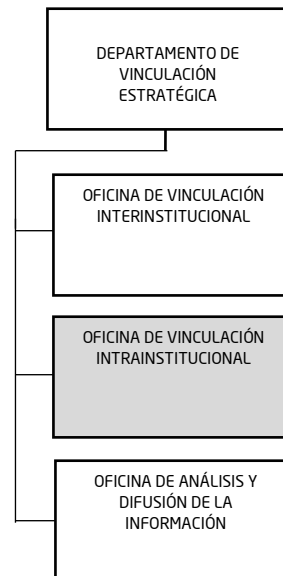 DEPARTAMENTO DE
VINCULACIÓN
ESTRATÉGICA
OFICINA DE VINCULACIÓN
INTERINSTITUCIONAL
OFICINA DE VINCULACIÓN
INTRAINSTITUCIONAL
OFICINA DE ANÁLISIS Y
DIFUSIÓN DE LA
INFORMACIÓN